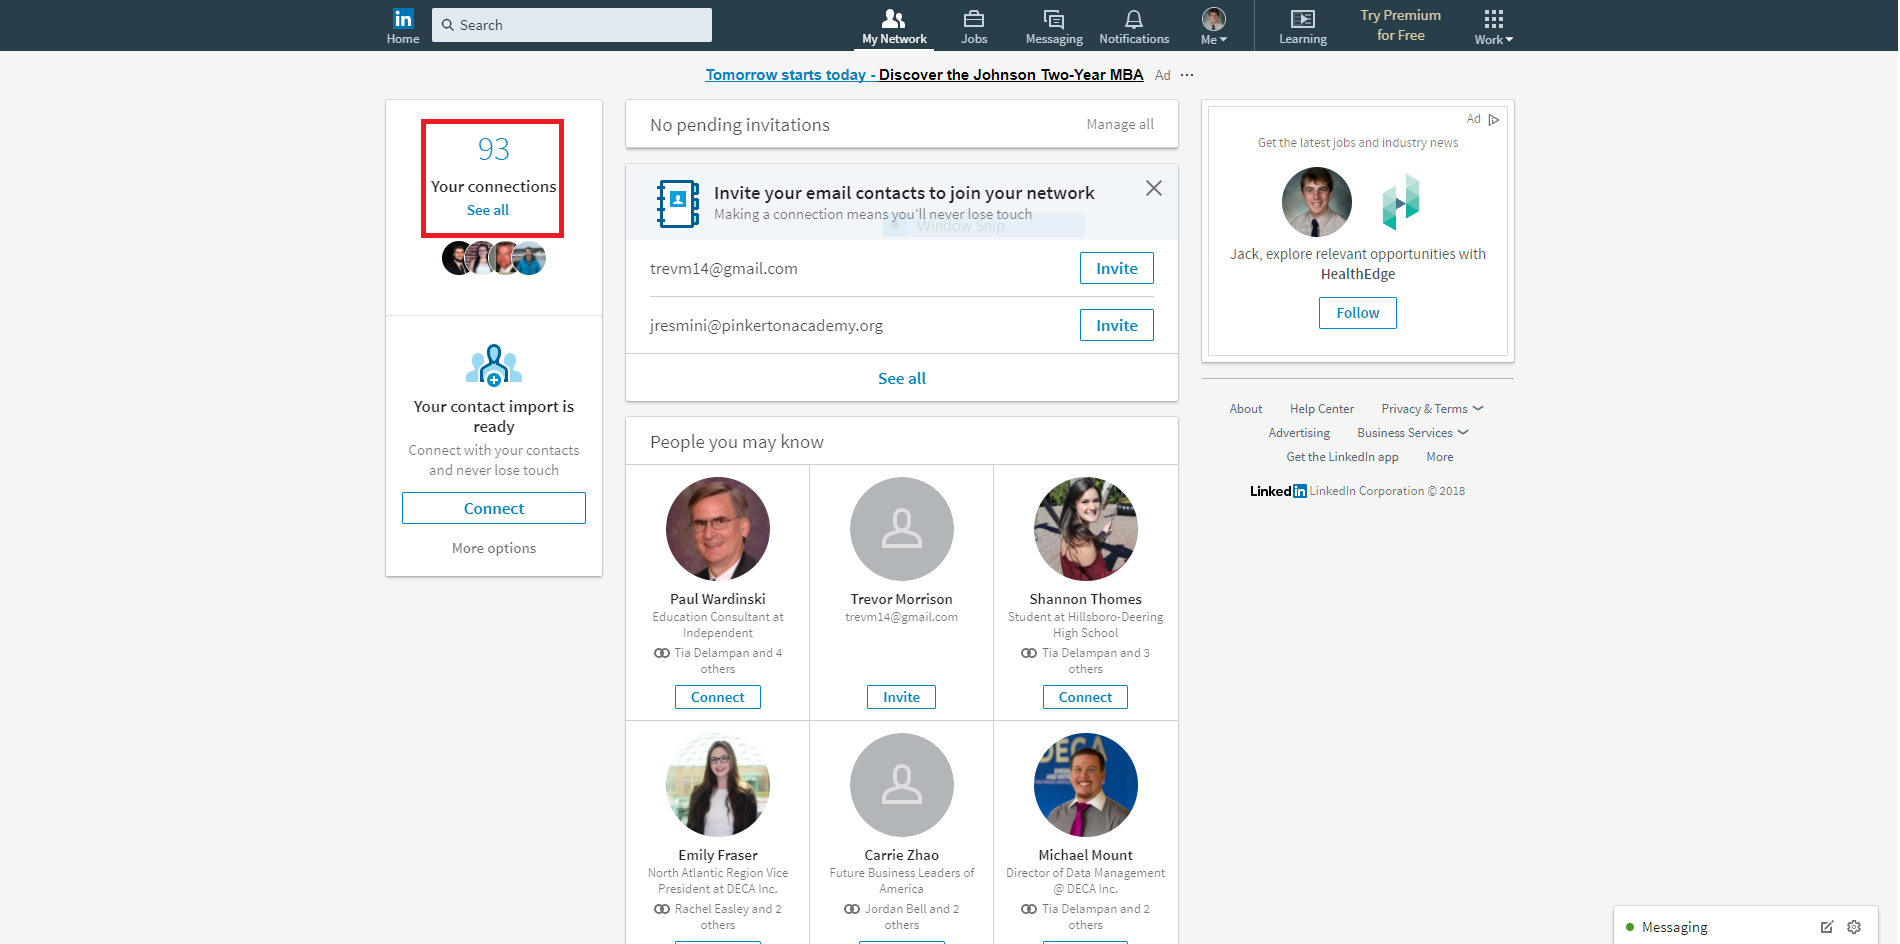 in
Home
Search
My Network
Jobs
Messaging
Notifications
Me
Learning
Try Premium
for Free
Work
Tomorrow starts today - Discover the Johnson Two-Year MBA Ad ...
93
Your connections
See all
Your contact import is
ready
Connect with your contacts
and never lose touch
Connect
More options
No pending invitations Manage all
Invite your email contacts to join your network
Making a connection means you'll never lose touch
Window Snip
trevm14@gmail.com Invite
jresmini@pinkertonacademy.org Invite
See all
People you may know
Paul Wardinski
Education Consultant at
Independent
Tia Delampan and 4
others
Connect
Trevor Morrison
trevm14@gmail.com
Invite
Shannon Thomes
Student at Hillsboro-Deering
High School
Tia Delampan and 3
others
Connect
Emily Fraser
North Atlantic Region Vice
President at DECA Inc.
Rachel Easley and 2
others
Carrie Zhao
Future Business Leaders of
America
Jordan Bell and 2
others
DECA
Michael Mount
Director of Data Management
@ DECA Inc.
Tia Delampan and 2
others
Ad
Get the latest jobs and industry news
Jack, explore relevant opportunities with
HealthEdge
Follow
About Help Center Privacy & Terms
Advertising Business Services
Get the LinkedIn app More
Linked in LinkedIn Corporation © 2018
Messaging